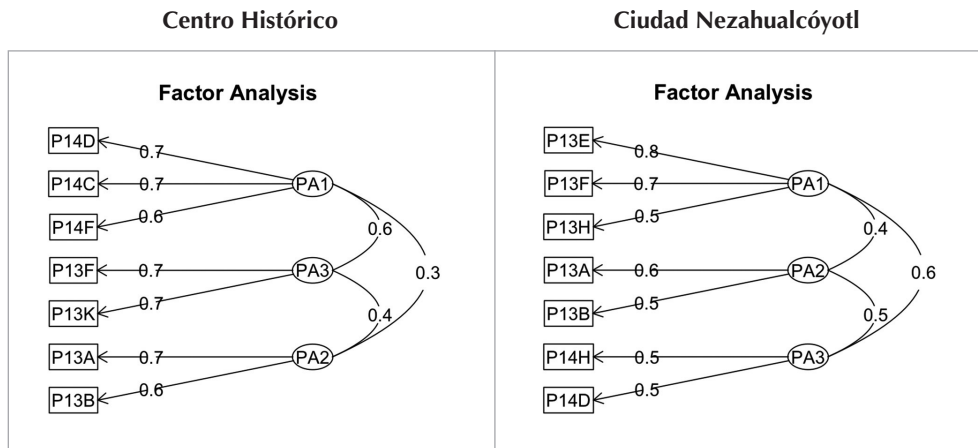 Centro Histórico
Ciudad Nezahualcóyotl
Factor Analysis
P14D
0.7
P14C
0.7
PA1
P14F
0.6
0.6
P13F
0.7
PA3
0.3
P13K
0.7
0.4
P13A
0.7
PA2
P13B
0.6
Factor Analysis
P13E
0.8
P13F
0.7
PA1
P13H
0.5
0.4
P13A
0.6
PA2
0.6
P13B
0.5
0.5
P14H
0.5
PA3
P14D
0.5